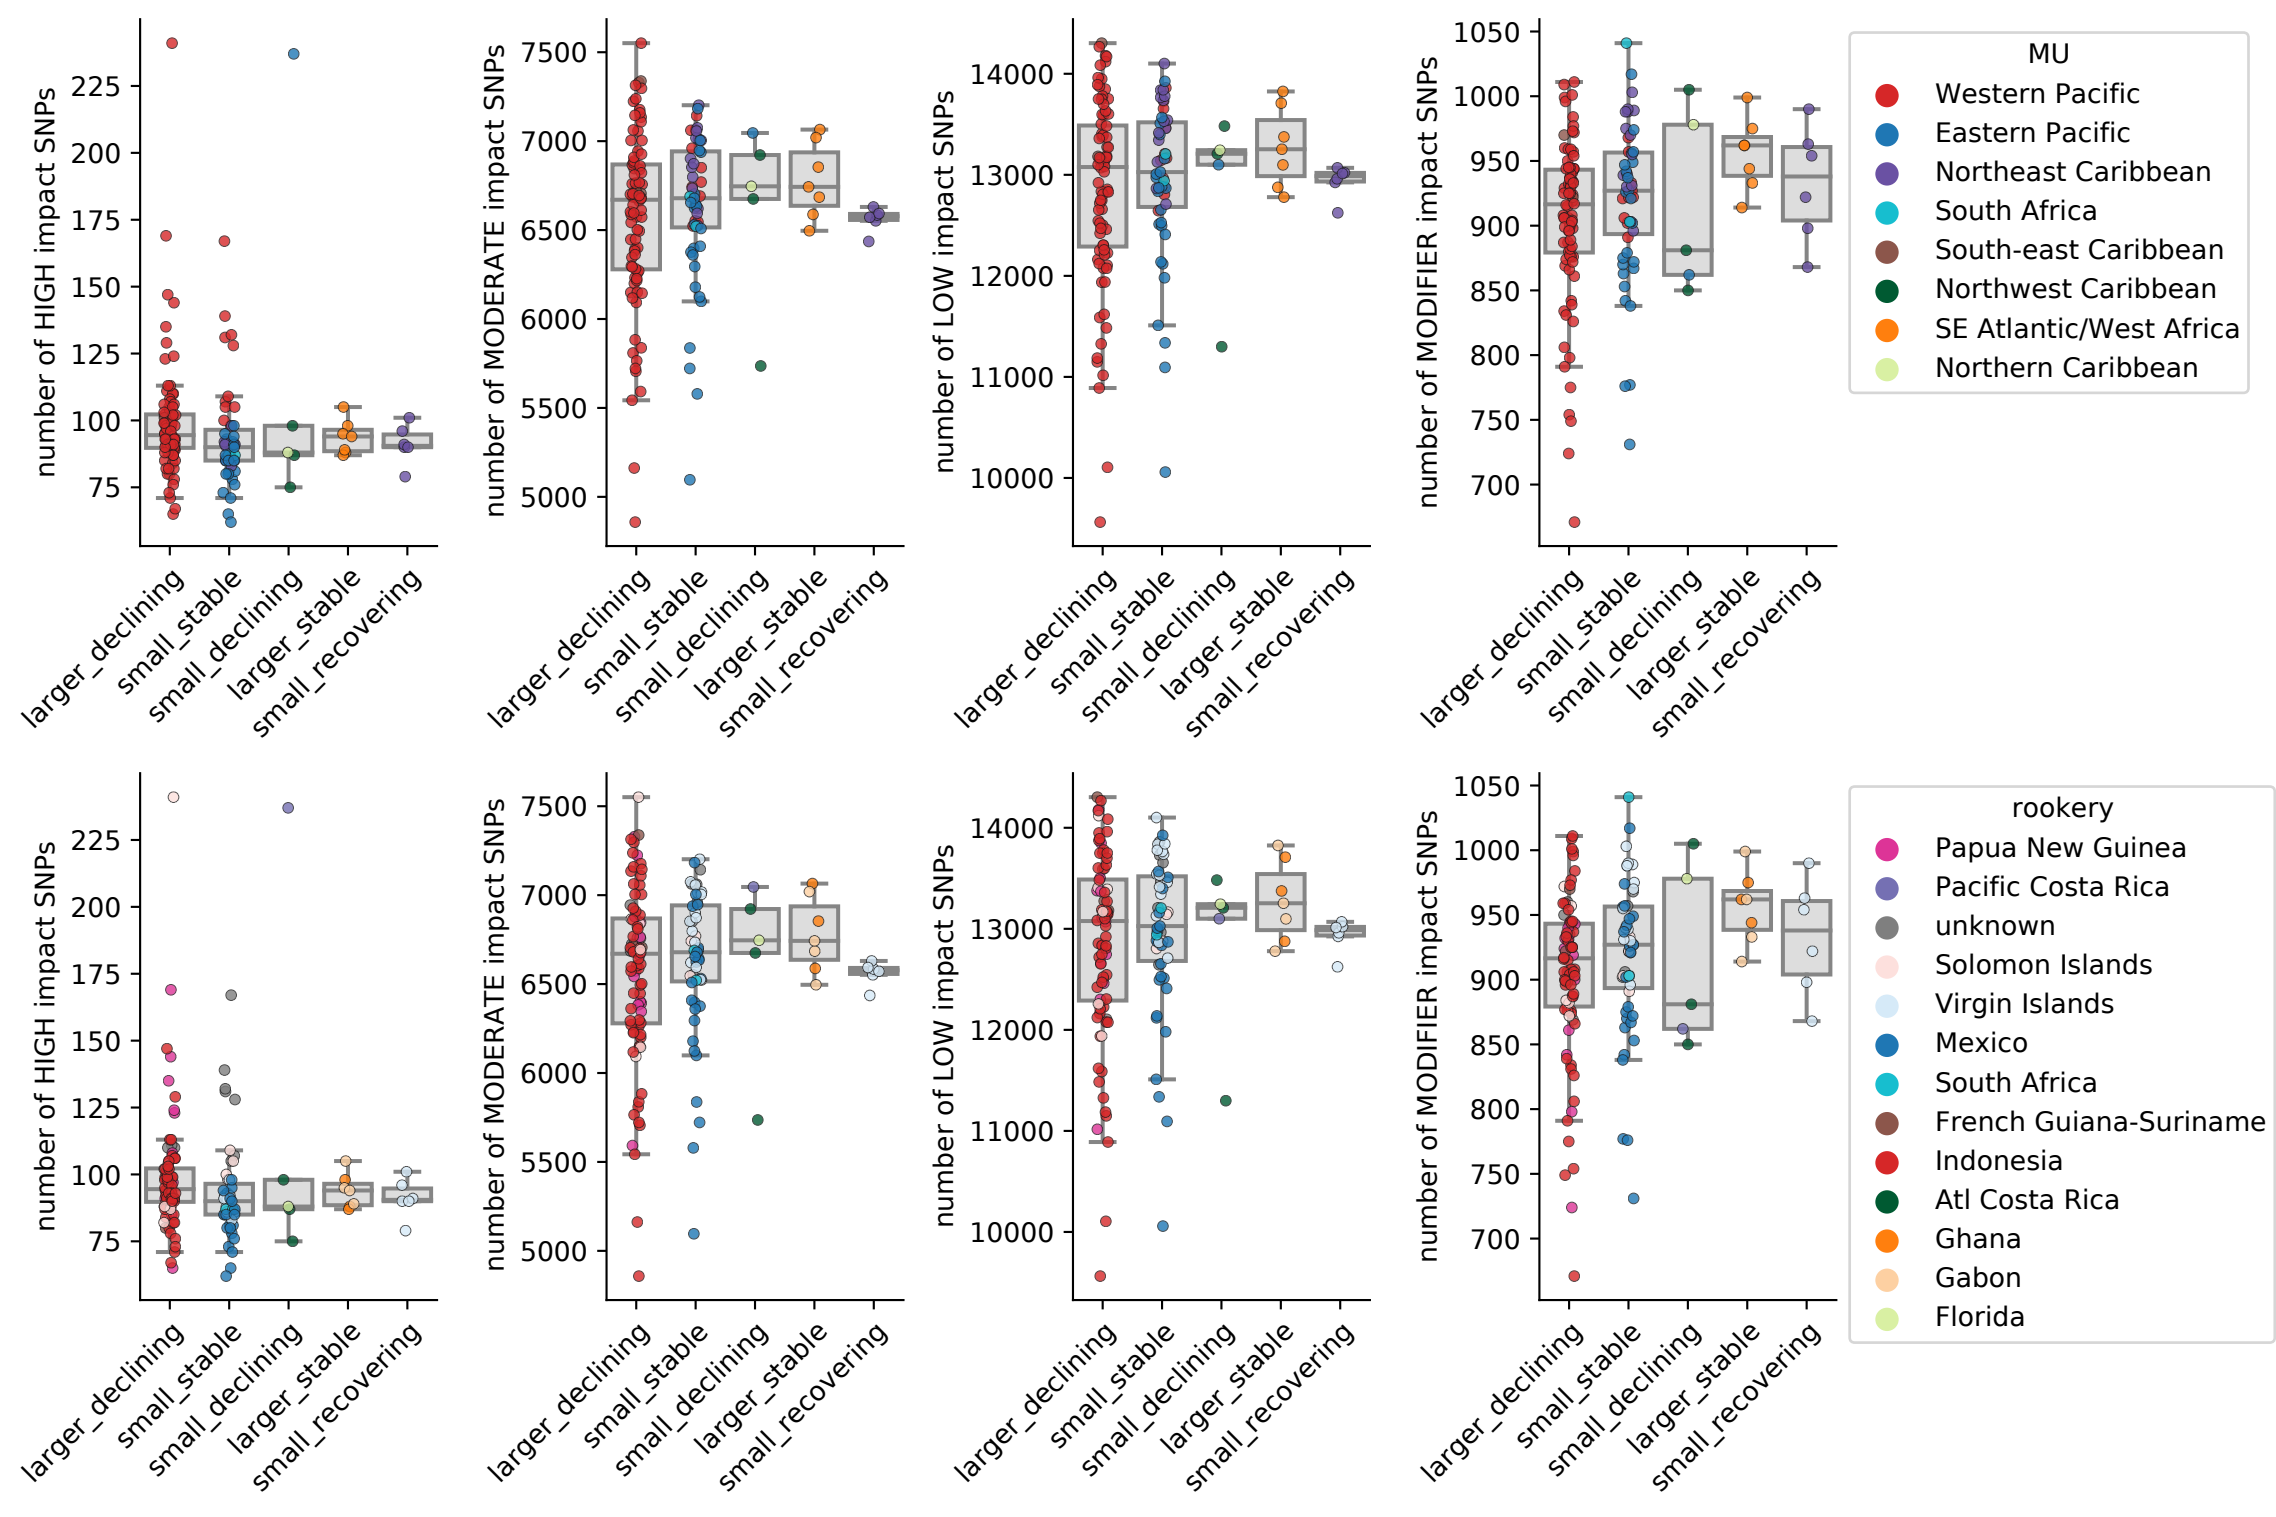 number of HIGH impact SNPs
225
200
175
150
125
100
75
larger_declining
small_stable
small_declining
larger_stable
small_recovering
number of MODERATE impact SNPs
7500
7000
6500
6000
5500
5000
larger_declining
small_stable
small_declining
larger_stable
small_recovering
number of LOW impact SNPs
14000
13000
12000
11000
10000
larger_declining
small_stable
small_declining
larger_stable
small_recovering
number of MODIFIER impact SNPs
1050
1000
950
900
850
800
750
700
larger_declining
small_stable
small_declining
larger_stable
small_recovering
MU
Western Pacific
Eastern Pacific
Northeast Caribbean
South Africa
South-east Caribbean
Northwest Caribbean
SE Atlantic/West Africa
Northern Caribbean
number of HIGH impact SNPs
225
200
175
150
125
100
75
larger_declining
small_stable
small_declining
larger_stable
small_recovering
number of MODERATE impact SNPs
7500
7000
6500
6000
5500
5000
larger_declining
small_stable
small_declining
larger_stable
small_recovering
number of LOW impact SNPs
14000
13000
12000
11000
10000
larger_declining
small_stable
small_declining
larger_stable
small_recovering
number of MODIFIER impact SNPs
1050
1000
950
900
850
800
750
700
larger_declining
small_stable
small_declining
larger_stable
small_recovering
rookery
Papua New Guinea
Pacific Costa Rica
unknown
Solomon Islands
Virgin Islands
Mexico
South Africa
French Guiana-Suriname
Indonesia
Atl Costa Rica
Ghana
Gabon
Florida